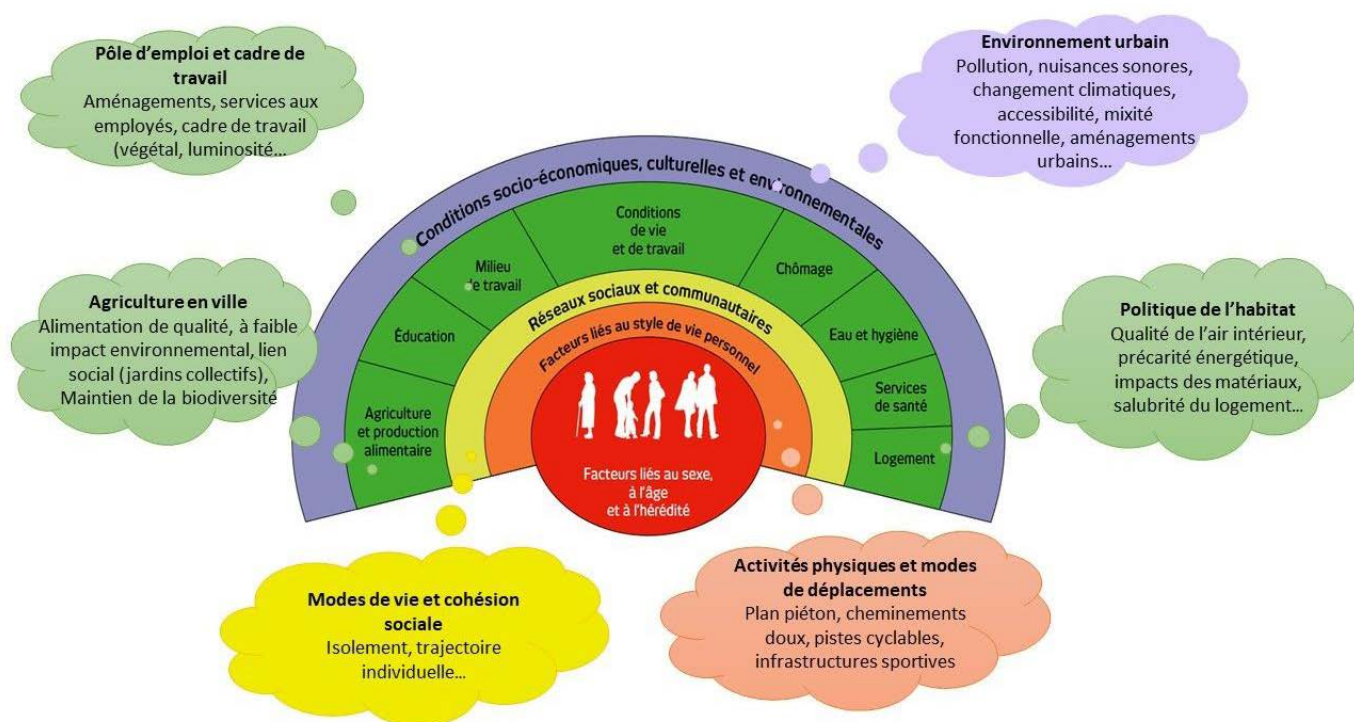 Pôle d'emploi et cadre de
travail
Aménagements, services aux
employés, cadre de travail
(végétal, luminosité...
Environnement urbain
Pollution, nuisances sonores,
changement climatiques,
accessibilité, mixité
fonctionnelle, aménagements
urbains...
Agriculture en ville
Alimentation de qualité, à faible
impact environnemental, lien
social (jardins collectifs),
Maintien de la biodiversité
Conditions socio-économiques, culturelles et environnementales
Agriculture
et production
alimentaire
Éducation
Milieu
de travail
Conditions
de vie
et de travail
Chômage
Eau et hygiène
Services
de santé
Logement
Réseaux sociaux et communautaires
Facteurs liés au style de vie personnel
Facteurs liés au sexe,
à l'âge
et à l'hérédité
Politique de l'habitat
Qualité de l'air intérieur,
précarité énergétique,
impacts des matériaux,
salubrité du logement...
Modes de vie et cohésion
sociale
Isolement, trajectoire
individuelle...
Activités physiques et modes
de déplacements
Plan piéton, cheminements
doux, pistes cyclables,
infrastructures sportives